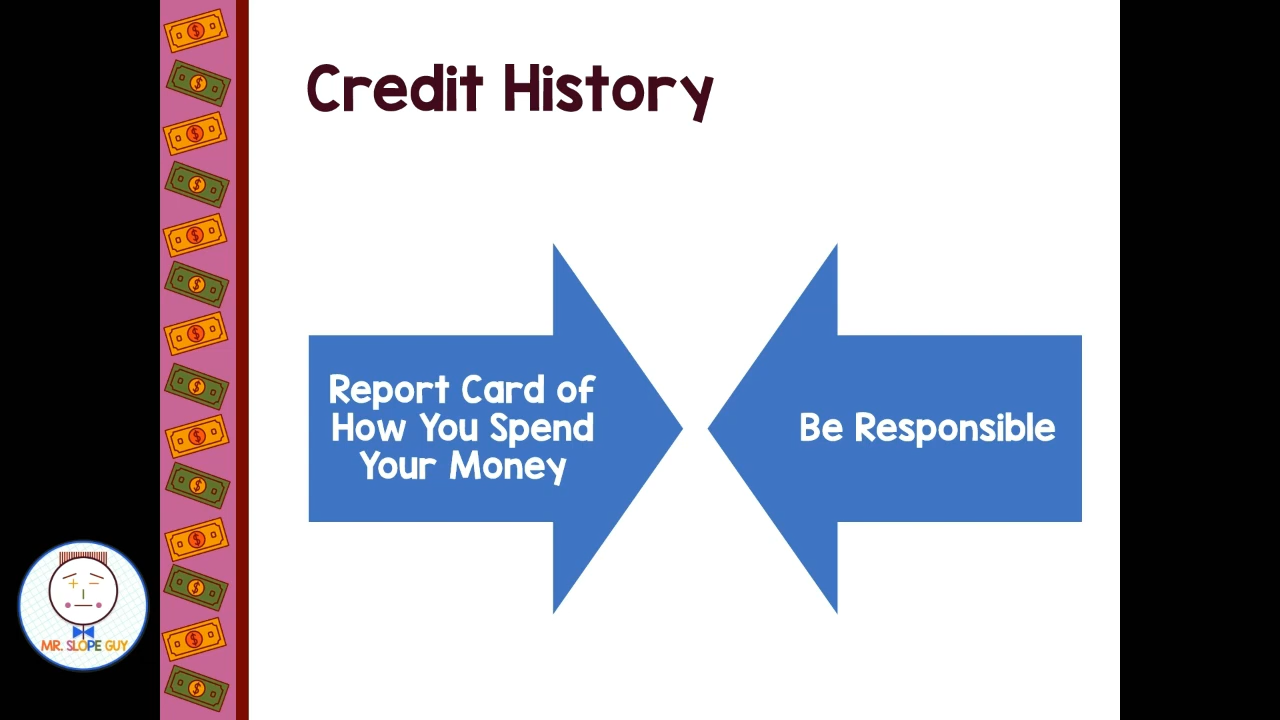 Credit History
Report Card of
How You Spend
Your Money
Be Responsible
MR. SLOPE GUY